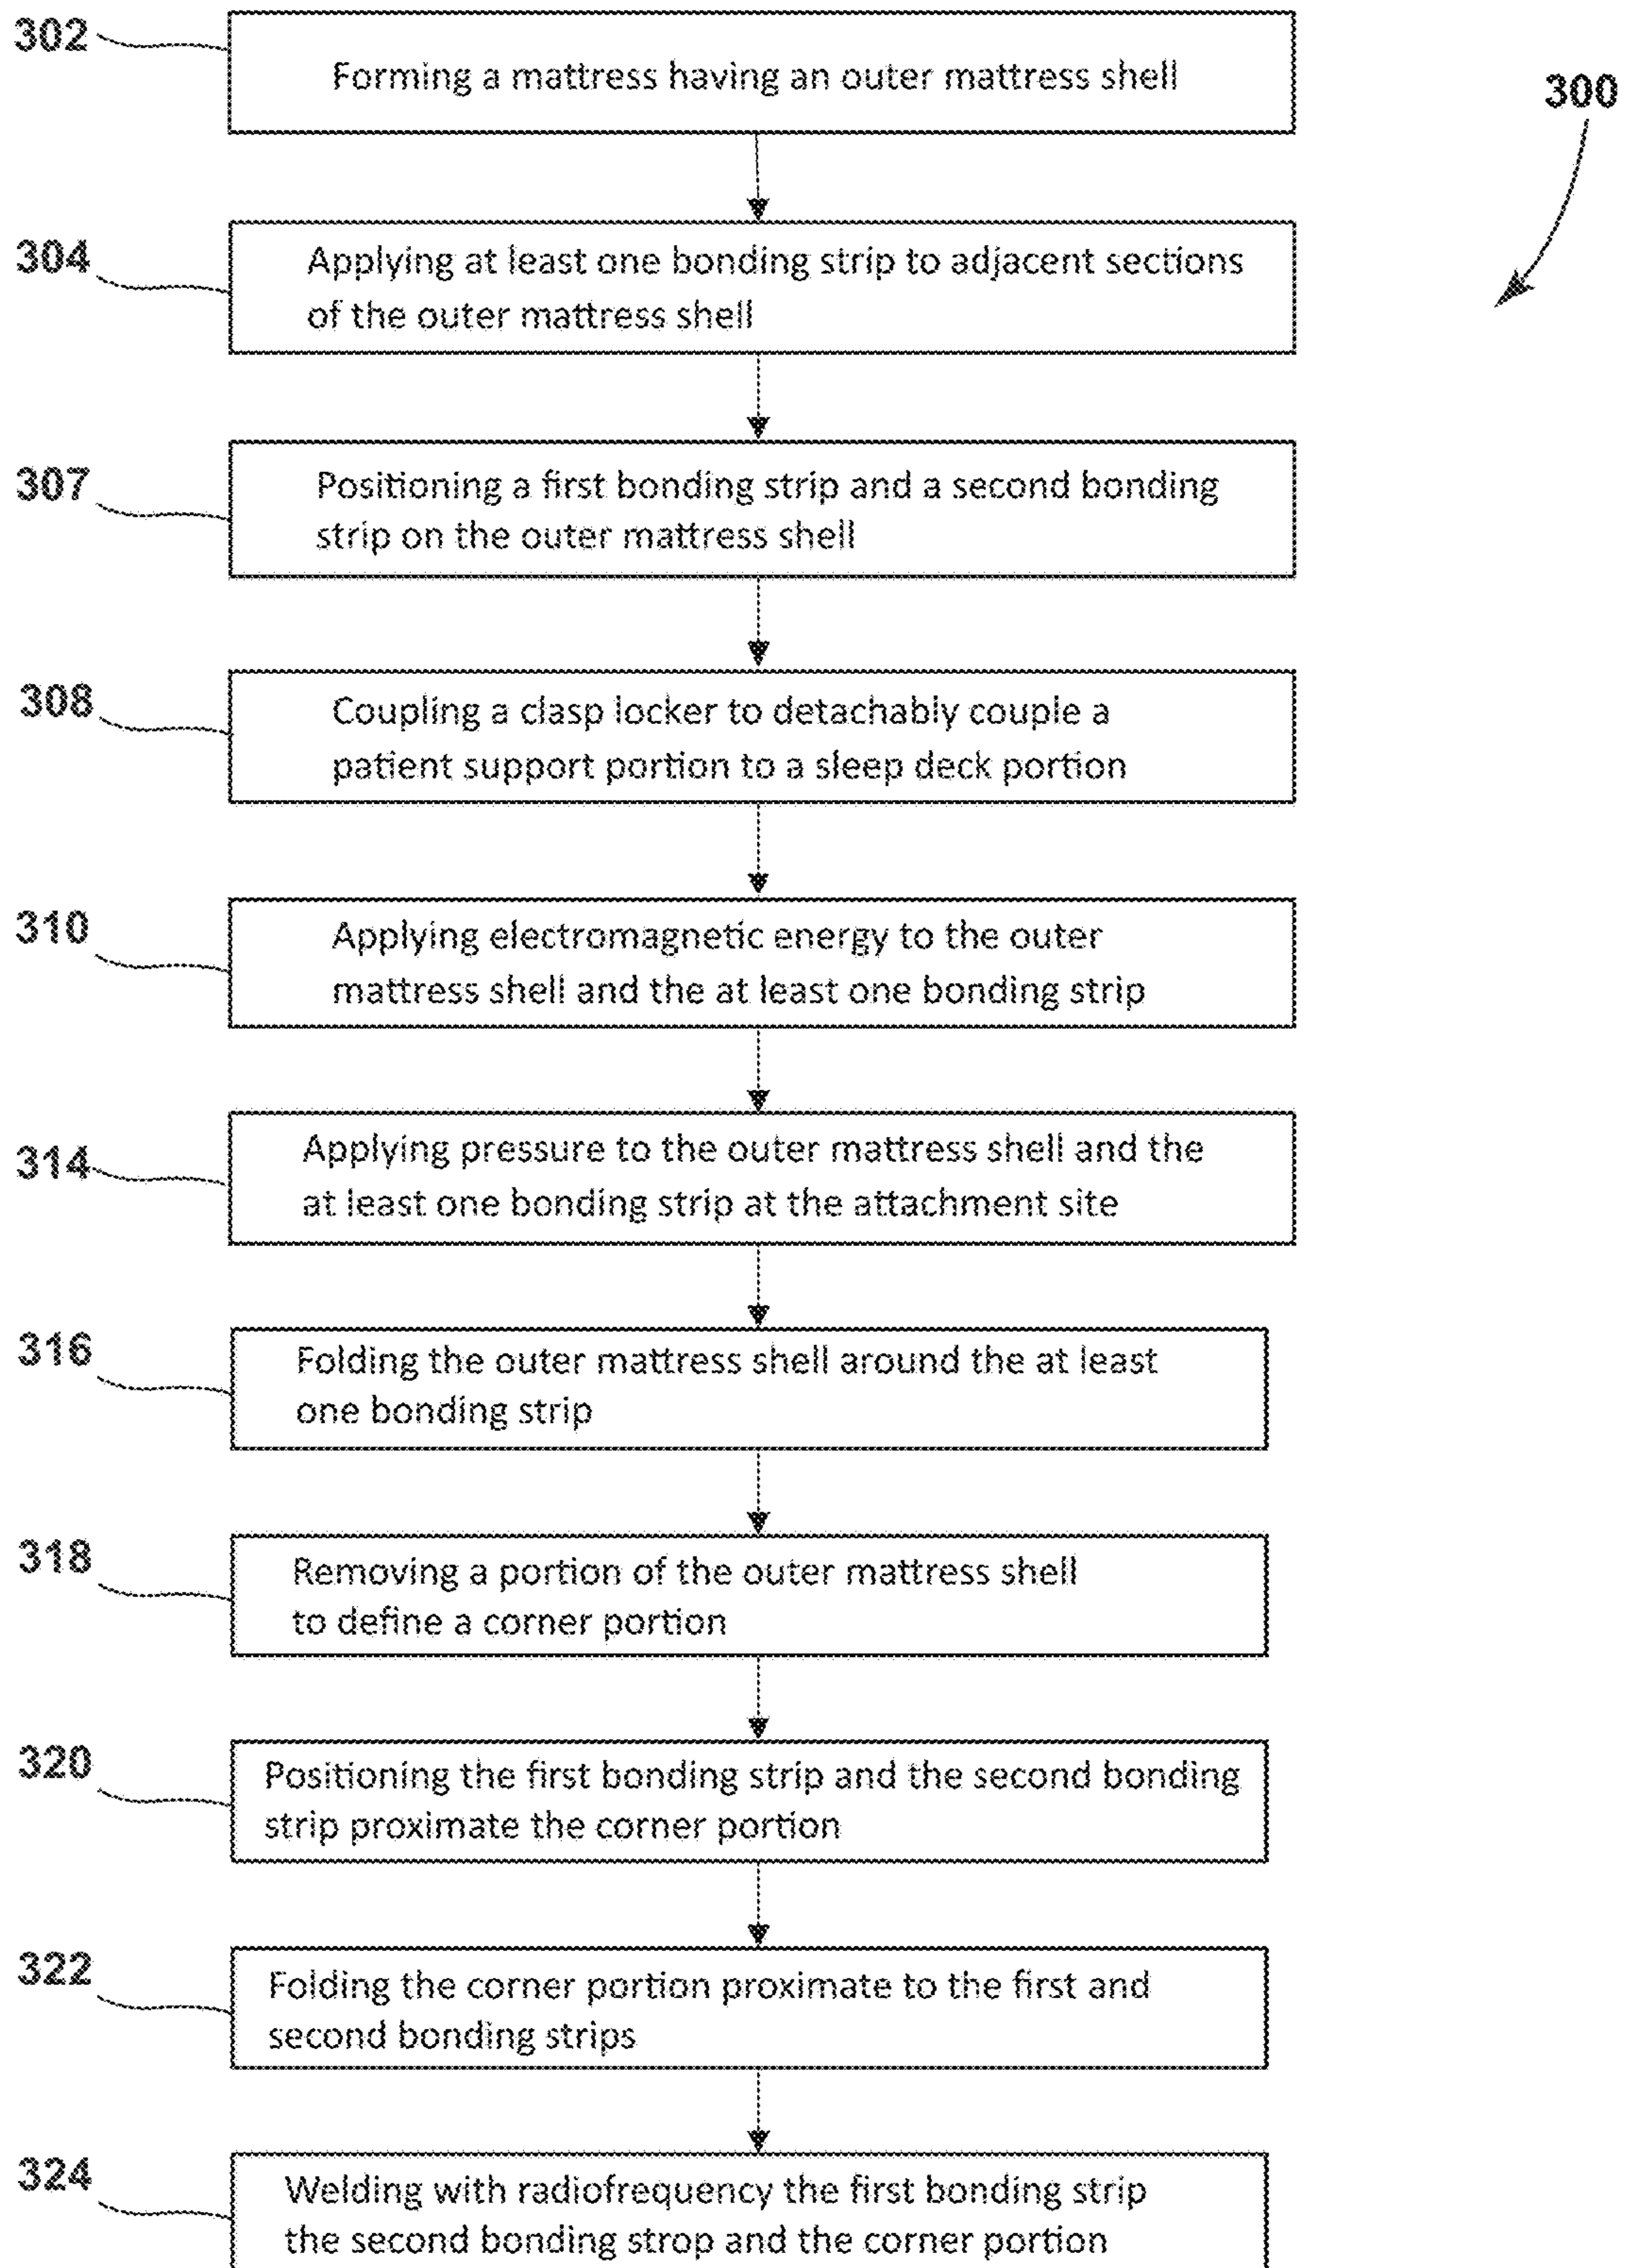 302
Forming a mattress having an outer mattress shell
300
304
Applying at least one bonding strip to adjacent sections
of the outer mattress shell
307
Positioning a first bonding strip and a second bonding
strip on the outer mattress shell
308
Coupling a clasp locker to detachably couple a
patient support portion to a sleep deck portion
310
Applying electromagnetic energy to the outer
mattress shell and the at least one bonding strip
314
Applying pressure to the outer mattress shell and the
at least one bonding strip at the attachment site
316
Folding the outer mattress shell around the at least
one bonding strip
318
Removing a portion of the outer mattress shell
to define a corner portion
320
Positioning the first bonding strip and the second bonding
strip proximate the corner portion
322
Folding the corner portion proximate to the first and
second bonding strips
324
Welding with radiofrequency the first bonding strip
the second bonding strop and the corner portion